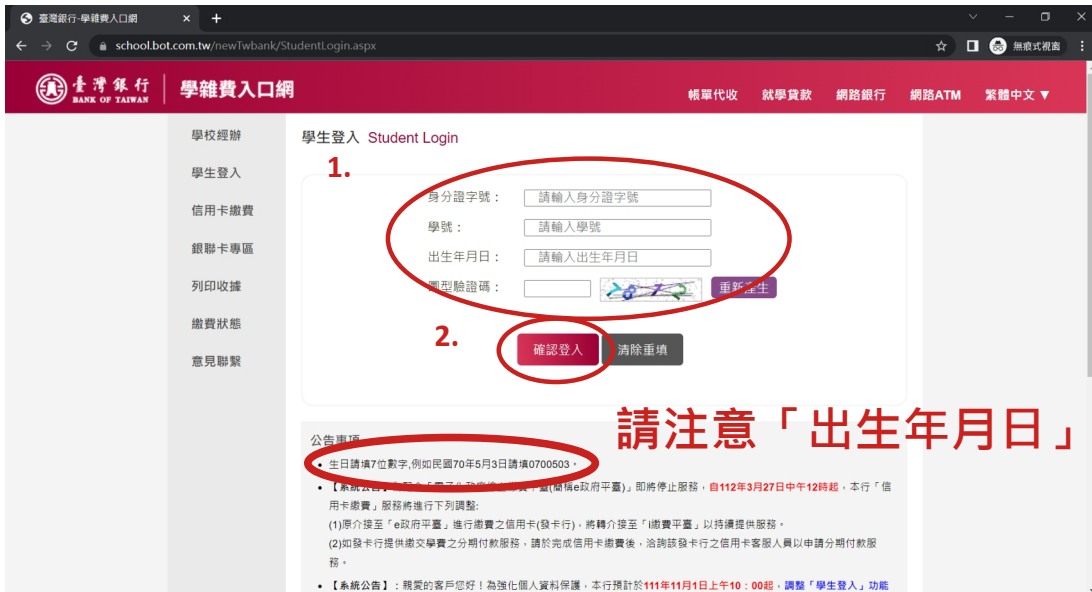 臺灣銀行-學雜費入口網
school.bot.com.tw/newTwbank/StudentLogin.aspx
無痕式視窗
臺灣銀行
BANK OF TAIWAN
學雜費入口網
帳單代收 就學貸款 網路銀行 網路ATM 繁體中文 ▼
學校經辦
學生登入
信用卡繳費
銀聯卡專區
列印收據
繳費狀態
意見聯繫
學生登入 Student Login
1.
身分證字號： 請輸入身分證字號
學號： 請輸入學號
出生年月日： 請輸入出生年月日
圖型驗證碼： 重新產生
2.
確認登入 清除重填
請注意「出生年月日」
公告事項
• 生日請填7位數字,例如民國70年5月3日請填0700503。
• 【系統公告】 」即將停止服務，自112年3月27日中午12時起，本行「信
用卡繳費」服務將進行下列調整:
(1)原介接至「e政府平臺」進行繳費之信用卡(發卡行)，將轉介接至「i繳費平臺」以持續提供服務。
(2)如發卡行提供繳交學費之分期付款服務，請於完成信用卡繳費後，洽詢該發卡行之信用卡客服人員以申請分期付款服
務。
• 【系統公告】：親愛的客戶您好！為強化個人資料保護，本行預計於111年11月1日上午10：00起，調整「學生登入」功能